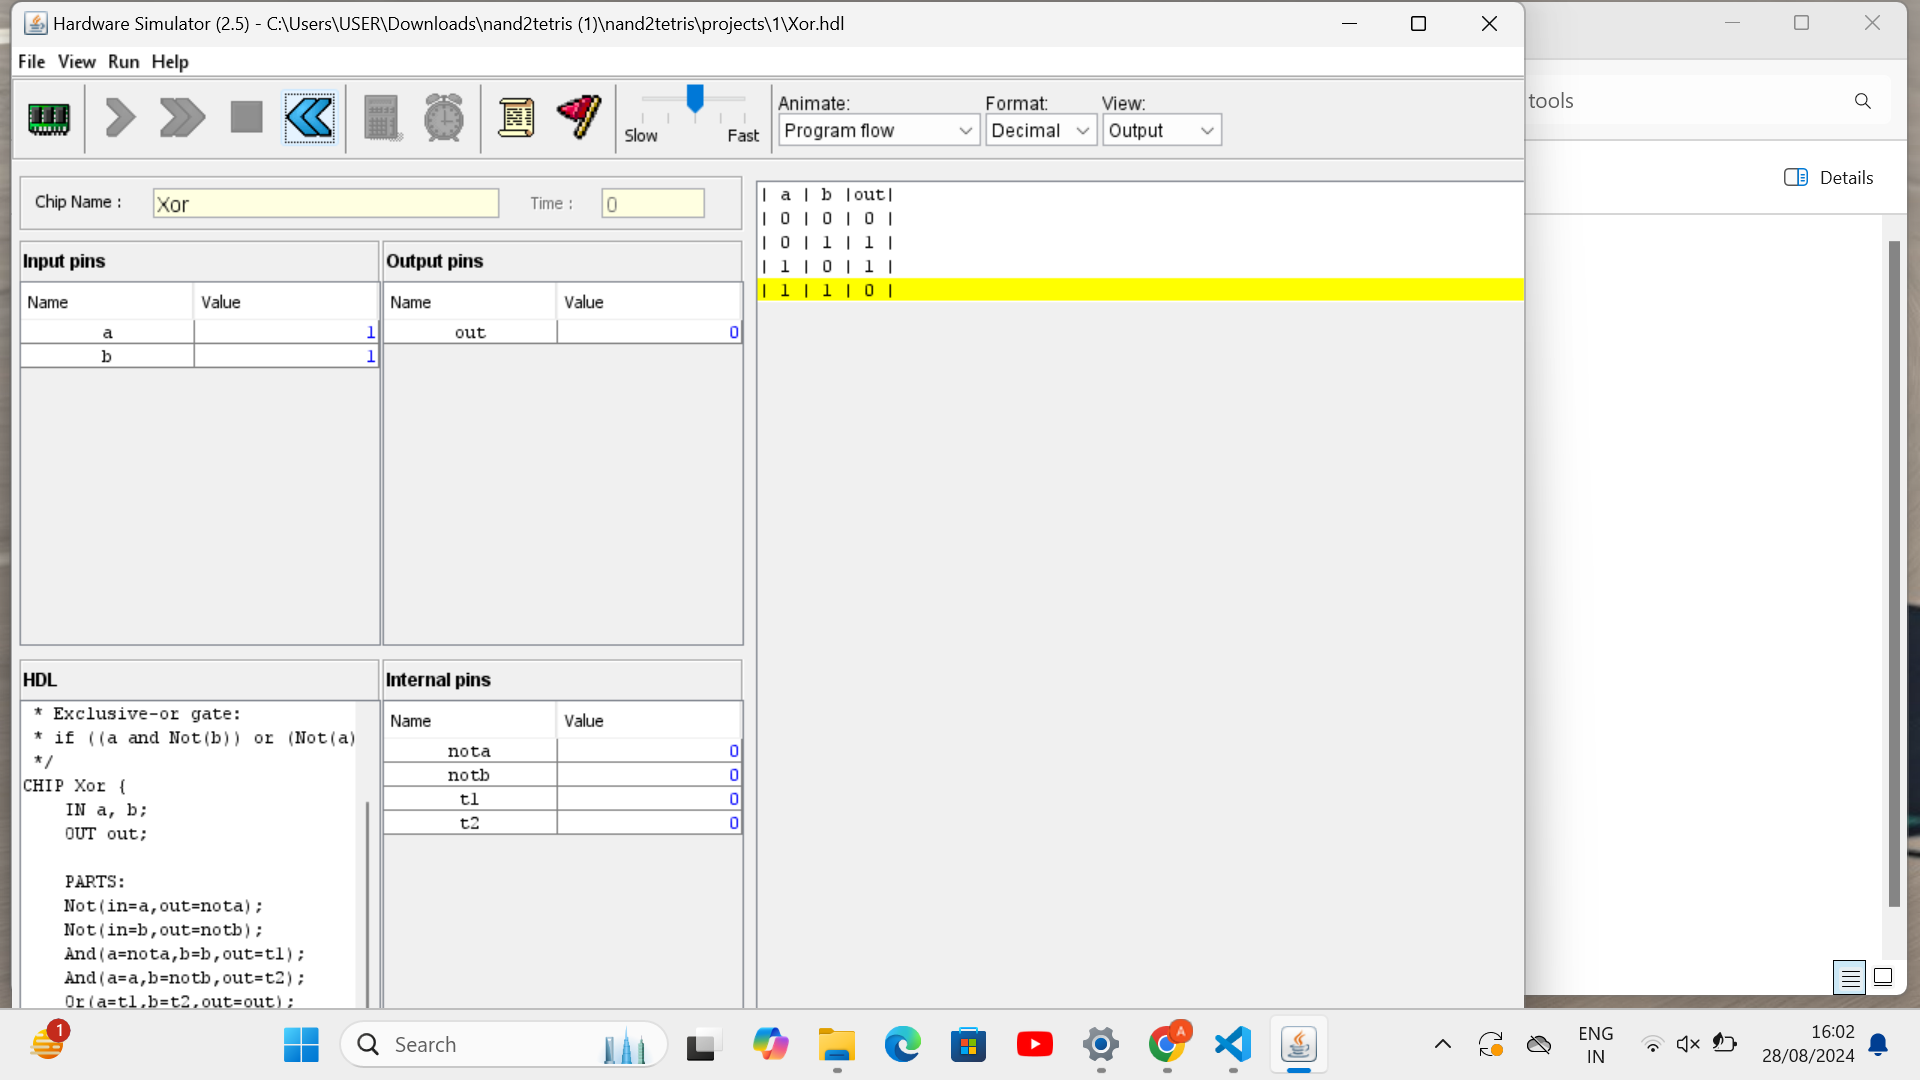 Hardware Simulator (2.5) - C:\Users\USER\Downloads\nand2tetris (1)\nand2tetris\projects\1\Xor.hdl
File View Run Help
Slow Fast
Animate: Format: View:
Program flow Decimal Output
tools
Details
Chip Name : Xor Time : 0
Input pins
Name Value
a 1
b 1
Output pins
Name Value
out 0
| a | b |out|
| 0 | 0 | 0 |
| 0 | 1 | 1 |
| 1 | 0 | 1 |
| 1 | 1 | 0 |
HDL
* Exclusive-or gate:
* if ((a and Not(b)) or (Not(a)
*/
CHIP Xor {
IN a, b;
OUT out;
PARTS:
Not(in=a,out=nota);
Not(in=b,out=notb);
And(a=nota,b=b,out=t1);
And(a=a,b=notb,out=t2);
Or(a=t1,b=t2,out=out);
Internal pins
Name Value
nota 0
notb 0
t1 0
t2 0
1
Search
A
ENG
IN
16:02
28/08/2024